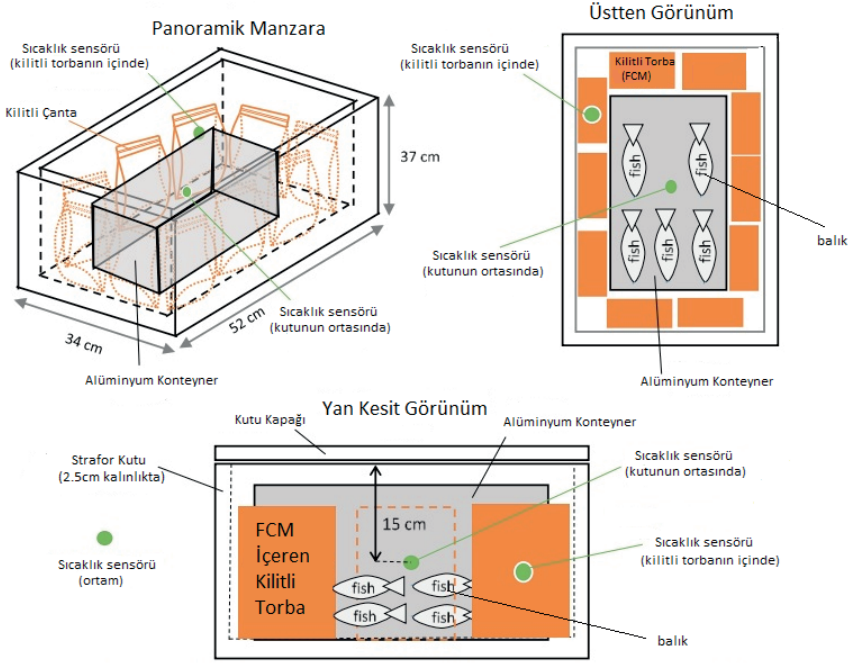 Panoramik Manzara
Sıcaklık sensörü
(kilitli torbanın içinde)
Kilitli Çanta
37 cm
52 cm
34 cm
Sıcaklık sensörü
(kutunun ortasında)
Alüminyum Konteyner
Üstten Görünüm
Sıcaklık sensörü
(kilitli torbanın içinde)
Kilitli Torba
(FCM)
fish
fish
fish
fish
fish
balık
Sıcaklık sensörü
(kutunun ortasında)
Alüminyum Konteyner
Yan Kesit Görünüm
Kutu Kapağı
Alüminyum Konteyner
Strafor Kutu
(2.5cm kalınlıkta)
Sıcaklık sensörü
(kutunun ortasında)
15 cm
FCM
İçeren
Kilitli
Torba
Sıcaklık sensörü
(ortam)
Sıcaklık sensörü
(kilitli torbanın içinde)
fish
fish
fish
fish
balık